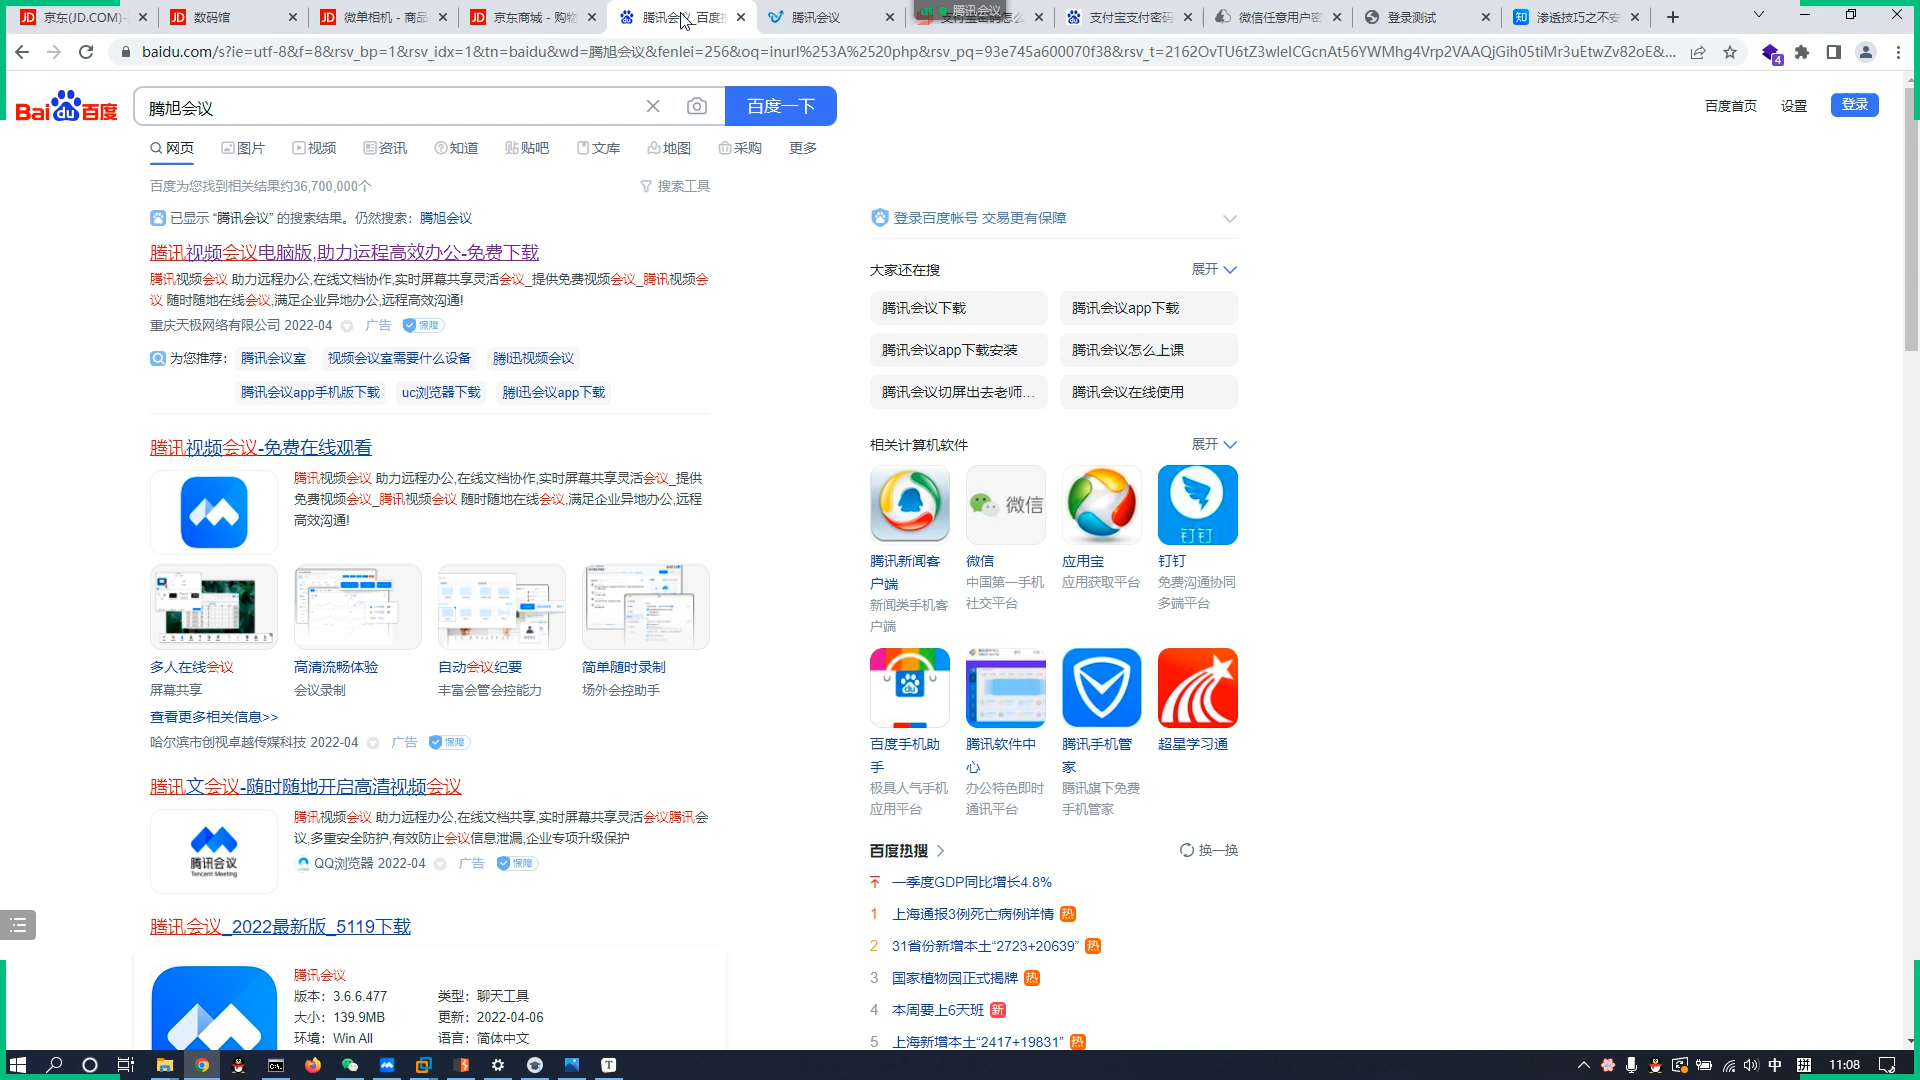 京东(JD.COM)-
数码馆
微单相机 - 商品
京东商城 - 购物
腾讯会议_百度搜
腾讯会议
支付宝密码怎么
腾讯会议
支付宝支付密码
微信任意用户密
登录测试
渗透技巧之不安
baidu.com/s?ie=utf-8&f=8&rsv_bp=1&rsv_idx=1&tn=baidu&wd=腾旭会议&fenlei=256&oq=inurl%253A%2520php&rsv_pq=93e745a600070f38&rsv_t=2162OvTU6tZ3wIeICGcnAt56YWMhg4Vrp2VAAQjGih05tiMr3uEtwZv82oE&...
4
Bai du 百度
腾旭会议
百度一下
百度首页 设置 登录
网页 图片 视频 资讯 知道 贴吧 文库 地图 采购 更多
百度为您找到相关结果约36,700,000个
搜索工具
已显示 “腾讯会议” 的搜索结果。仍然搜索：腾旭会议
腾讯视频会议电脑版,助力远程高效办公-免费下载
腾讯视频会议 助力远程办公,在线文档协作,实时屏幕共享灵活会议_提供免费视频会议_腾讯视频会
议 随时随地在线会议,满足企业异地办公,远程高效沟通!
重庆天极网络有限公司 2022-04 广告 保障
为您推荐： 腾讯会议室 视频会议室需要什么设备 腾l迅视频会议
腾讯会议app手机版下载 uc浏览器下载 腾l迅会议app下载
腾讯视频会议-免费在线观看
腾讯视频会议 助力远程办公,在线文档协作,实时屏幕共享灵活会议_提供
免费视频会议_腾讯视频会议 随时随地在线会议,满足企业异地办公,远程
高效沟通!
多人在线会议 高清流畅体验 自动会议纪要 简单随时录制
屏幕共享 会议录制 丰富会管会控能力 场外会控助手
查看更多相关信息>>
哈尔滨市创视卓越传媒科技 2022-04 广告 保障
腾讯文会议-随时随地开启高清视频会议
腾讯视频会议 助力远程办公,在线文档共享,实时屏幕共享灵活会议腾讯会
议,多重安全防护,有效防止会议信息泄漏,企业专项升级保护
腾讯会议
Tencent Meeting
QQ浏览器 2022-04 广告 保障
腾讯会议_2022最新版_5119下载
腾讯会议
版本：3.6.6.477 类型：聊天工具
大小：139.9MB 更新：2022-04-06
环境：Win All 语言：简体中文
登录百度帐号 交易更有保障
大家还在搜 展开
腾讯会议下载 腾讯会议app下载
腾讯会议app下载安装 腾讯会议怎么上课
腾讯会议切屏出去老师... 腾讯会议在线使用
相关计算机软件 展开
微信
钉钉
腾讯新闻客
户端
新闻类手机客
户端
微信
中国第一手机
社交平台
应用宝
应用获取平台
钉钉
免费沟通协同
多端平台
百度手机助
手
极具人气手机
应用平台
腾讯软件中
心
办公特色即时
通讯平台
腾讯手机管
家
腾讯旗下免费
手机管家
超星学习通
百度热搜 换一换
一季度GDP同比增长4.8%
1 上海通报3例死亡病例详情 热
2 31省份新增本土“2723+20639” 热
3 国家植物园正式揭牌 热
4 本周要上6天班 新
5 上海新增本土“2417+19831” 热
中
拼
11:08